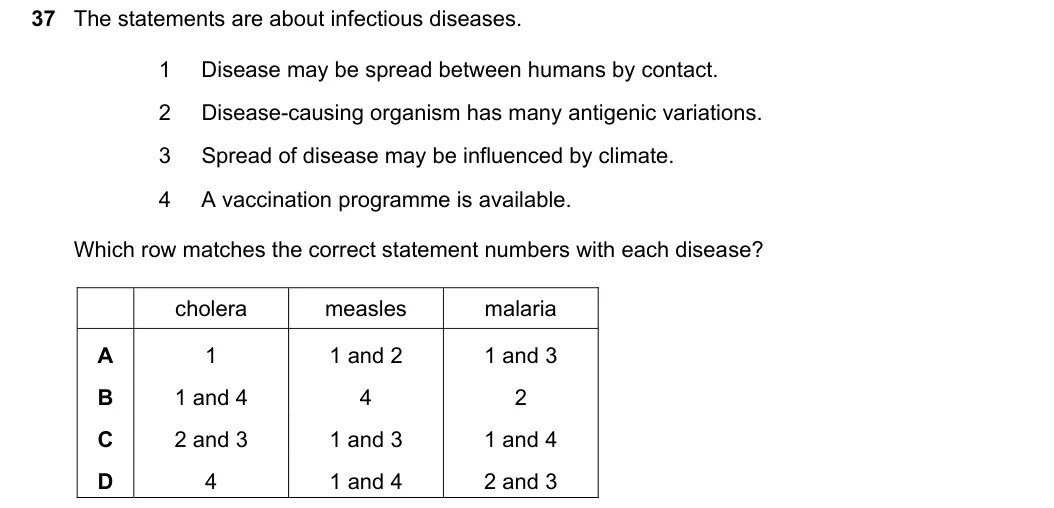 37 The statements are about infectious diseases.
1 Disease may be spread between humans by contact.
2 Disease-causing organism has many antigenic variations.
3 Spread of disease may be influenced by climate.
4 A vaccination programme is available.
Which row matches the correct statement numbers with each disease?
cholera measles malaria
A 1 1 and 2 1 and 3
B 1 and 4 4 2
C 2 and 3 1 and 3 1 and 4
D 4 1 and 4 2 and 3